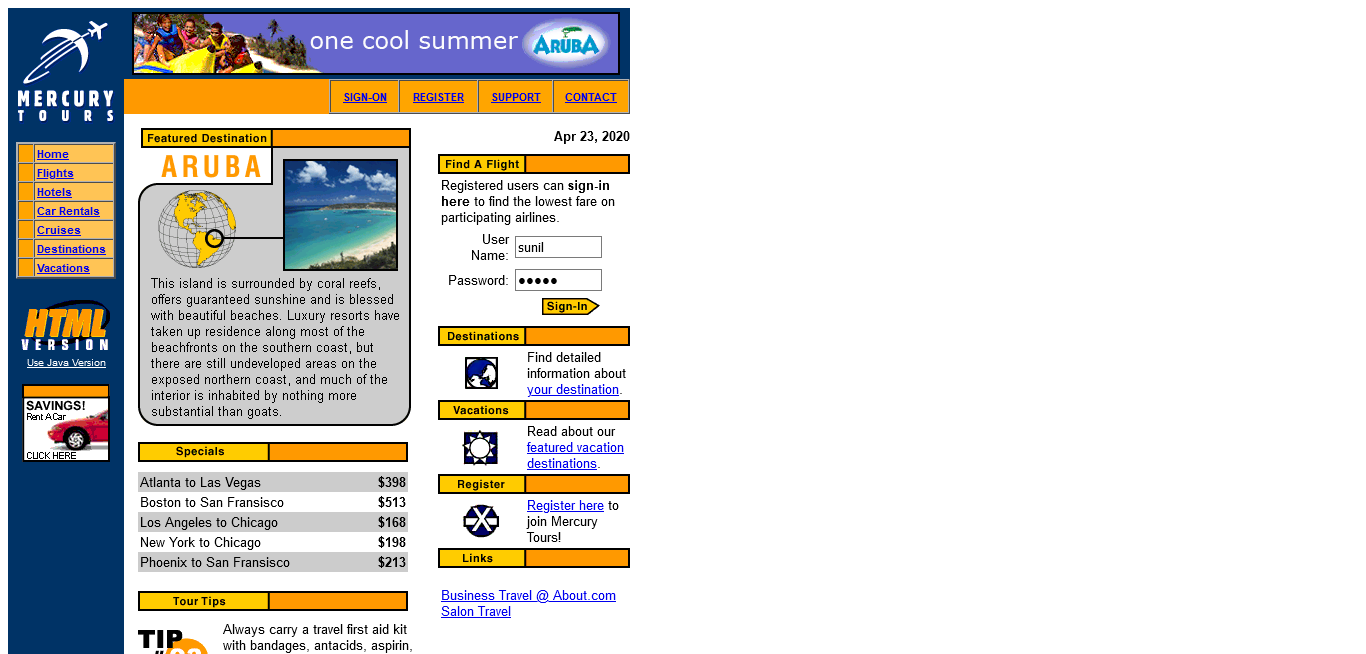 one cool summer
ARUBA
MERCURY
TOURS
SIGN-ON
REGISTER
SUPPORT
CONTACT
Home
Flights
Hotels
Car Rentals
Cruises
Destinations
Vacations
HTML
VERSION
Use Java Version
SAVINGS!
Rent A Car
CLICK HERE
Featured Destination
ARUBA
This island is surrounded by coral reefs,
offers guaranteed sunshine and is blessed
with beautiful beaches. Luxury resorts have
taken up residence along most of the
beachfronts on the southern coast, but
there are still undeveloped areas on the
exposed northern coast, and much of the
interior is inhabited by nothing more
substantial than goats.
Specials
Atlanta to Las Vegas $398
Boston to San Fransisco $513
Los Angeles to Chicago $168
New York to Chicago $198
Phoenix to San Fransisco $213
Tour Tips
TIP
Always carry a travel first aid kit
with bandages, antacids, aspirin,
Apr 23, 2020
Find A Flight
Registered users can sign-in
here to find the lowest fare on
participating airlines.
User
Name: sunil
Password: ●●●●●
Sign-In
Destinations
Find detailed
information about
your destination.
Vacations
Read about our
featured vacation
destinations.
Register
Register here to
join Mercury
Tours!
Links
Business Travel @ About.com
Salon Travel